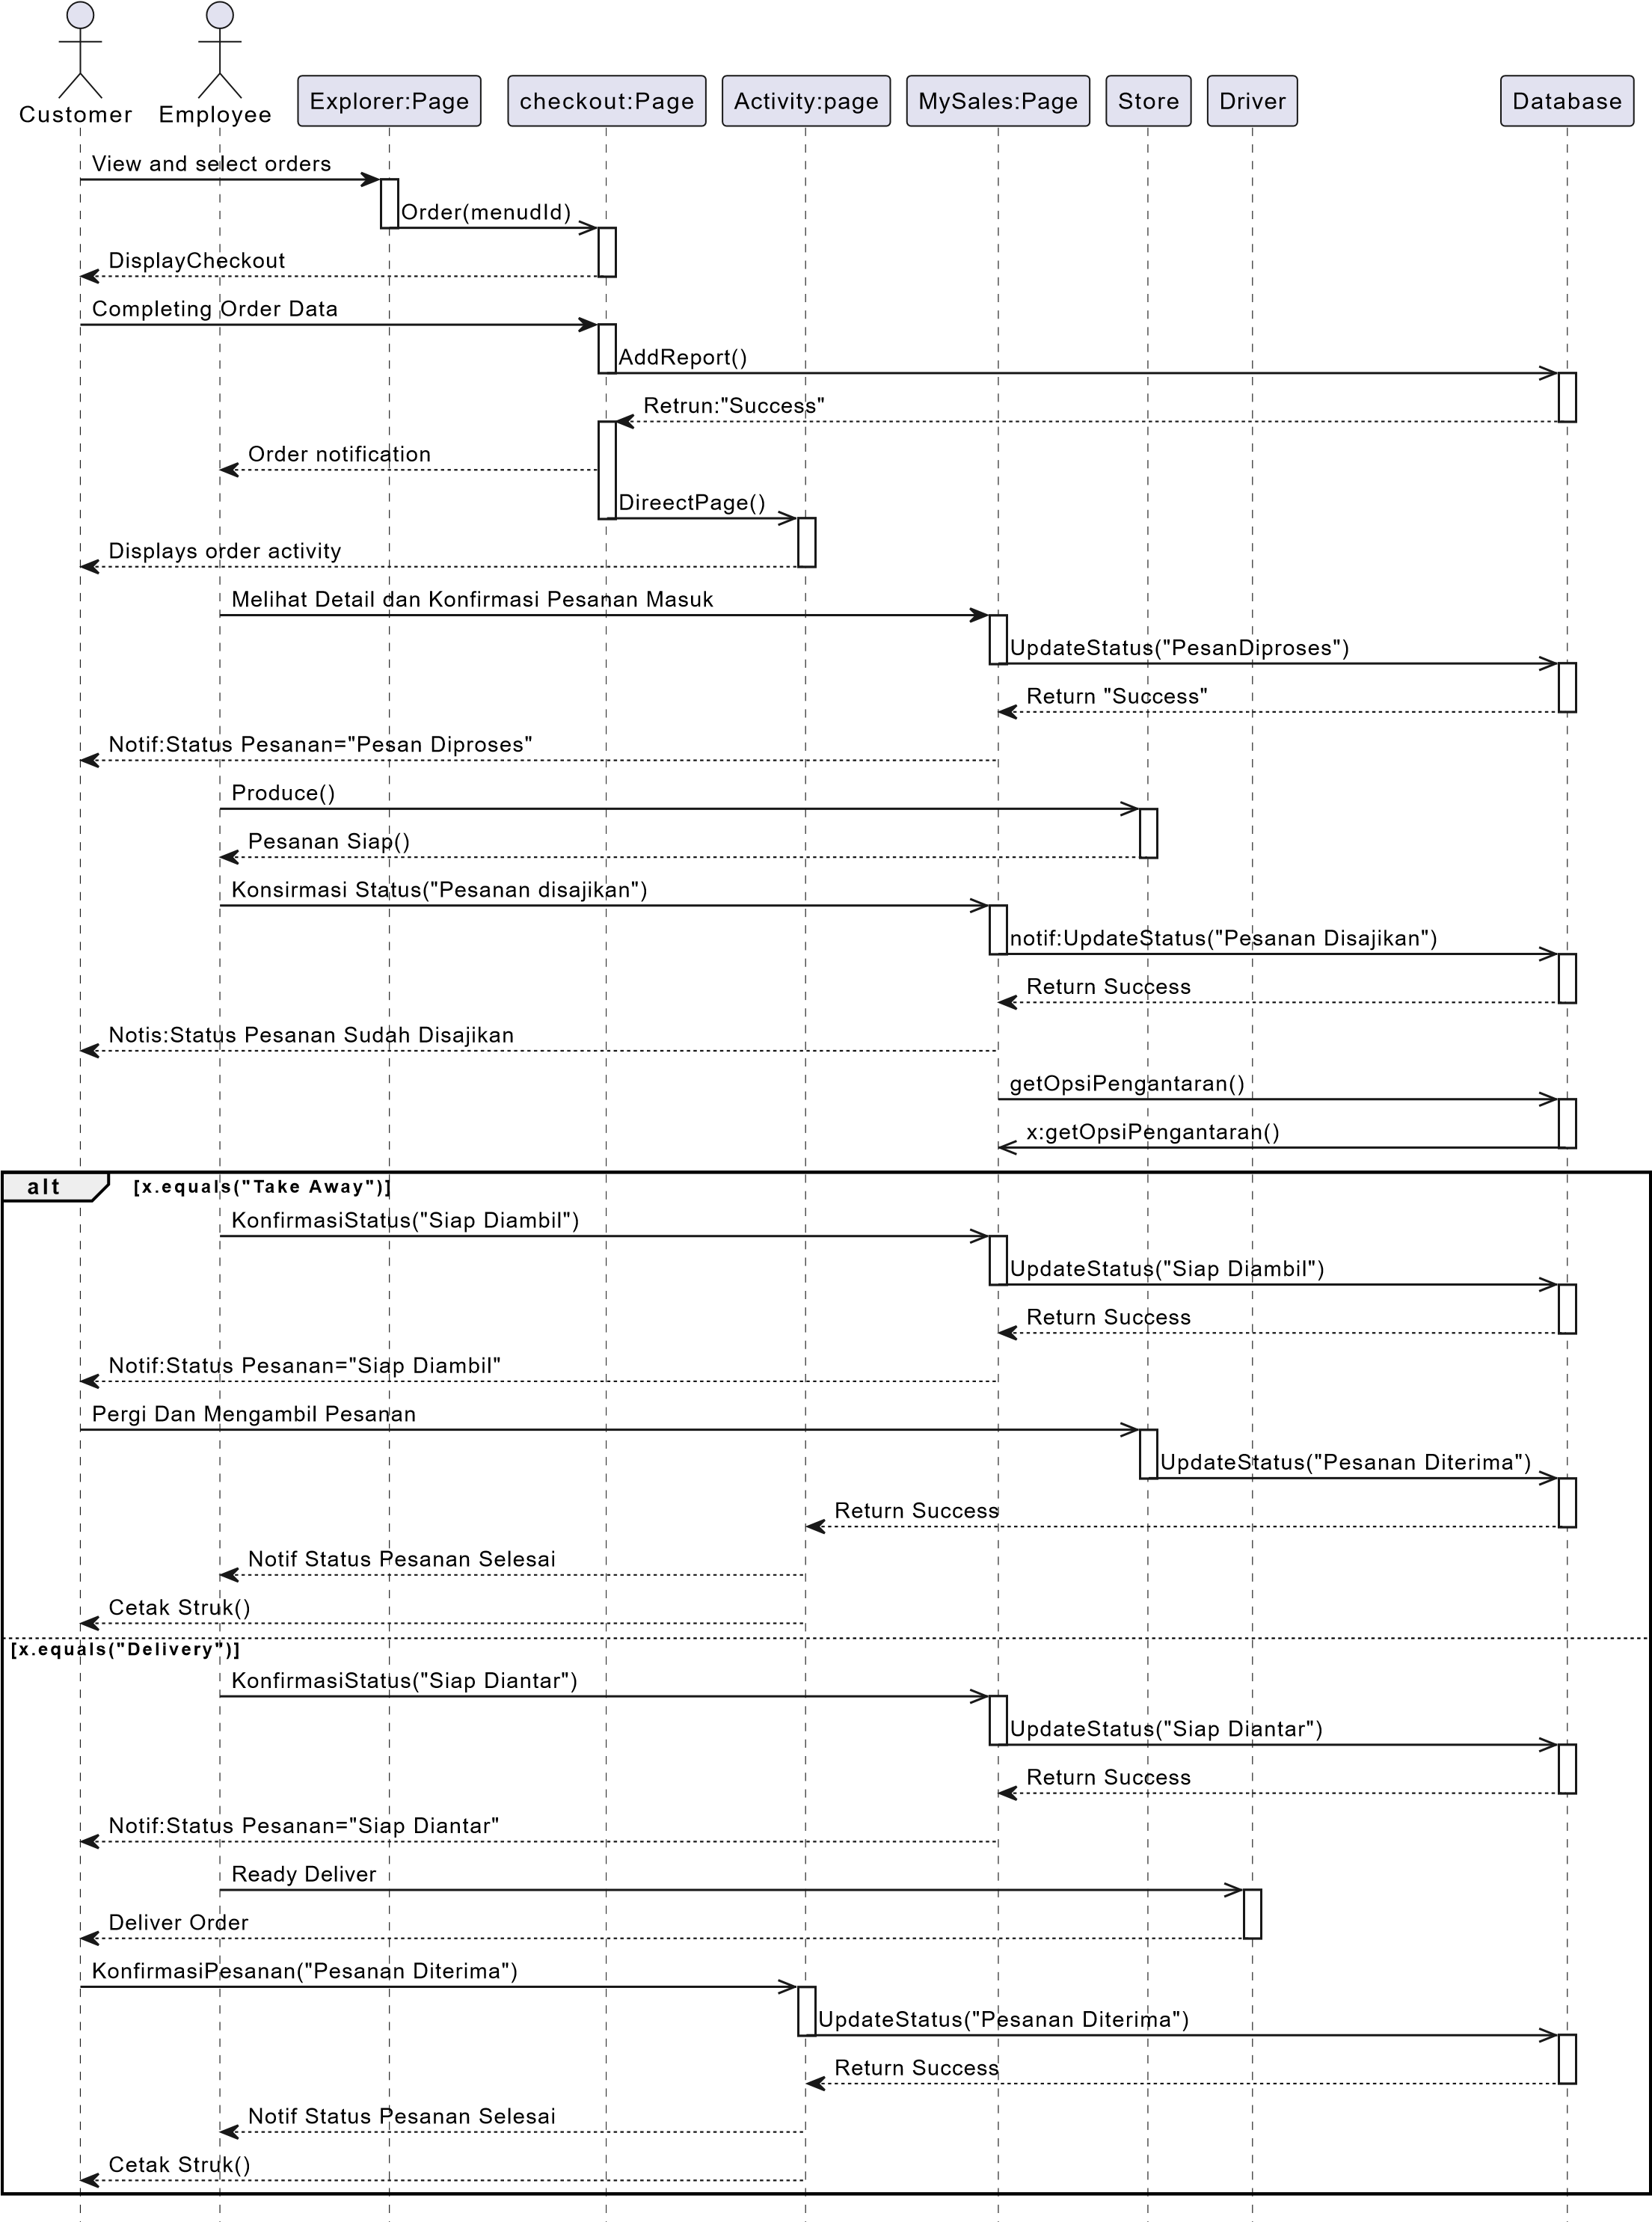 Customer
Employee
Explorer:Page
checkout:Page
Activity:page
MySales:Page
Store
Driver
Database
View and select orders
Order(menudId)
DisplayCheckout
Completing Order Data
AddReport()
Retrun:"Success"
Order notification
DireectPage()
Displays order activity
Melihat Detail dan Konfirmasi Pesanan Masuk
UpdateStatus("PesanDiproses")
Return "Success"
Notif:Status Pesanan="Pesan Diproses"
Produce()
Pesanan Siap()
Konsirmasi Status("Pesanan disajikan")
notif:UpdateStatus("Pesanan Disajikan")
Return Success
Notis:Status Pesanan Sudah Disajikan
getOpsiPengantaran()
x:getOpsiPengantaran()
alt [x.equals("Take Away")]
KonfirmasiStatus("Siap Diambil")
UpdateStatus("Siap Diambil")
Return Success
Notif:Status Pesanan="Siap Diambil"
Pergi Dan Mengambil Pesanan
UpdateStatus("Pesanan Diterima")
Return Success
Notif Status Pesanan Selesai
Cetak Struk()
[x.equals("Delivery")]
KonfirmasiStatus("Siap Diantar")
UpdateStatus("Siap Diantar")
Return Success
Notif:Status Pesanan="Siap Diantar"
Ready Deliver
Deliver Order
KonfirmasiPesanan("Pesanan Diterima")
UpdateStatus("Pesanan Diterima")
Return Success
Notif Status Pesanan Selesai
Cetak Struk()